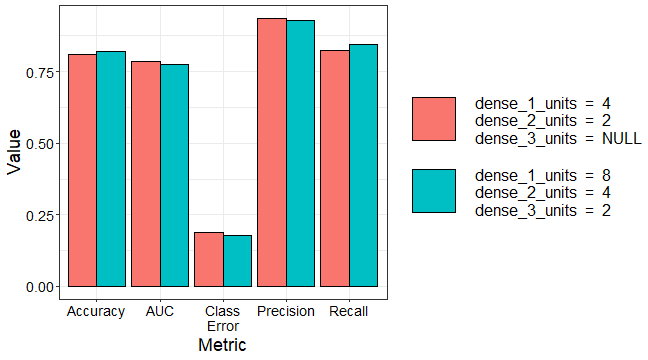 Value
0.75
0.50
0.25
0.00
Accuracy
AUC
Class
Error
Precision
Recall
Metric
dense_1_units = 4
dense_2_units = 2
dense_3_units = NULL
dense_1_units = 8
dense_2_units = 4
dense_3_units = 2